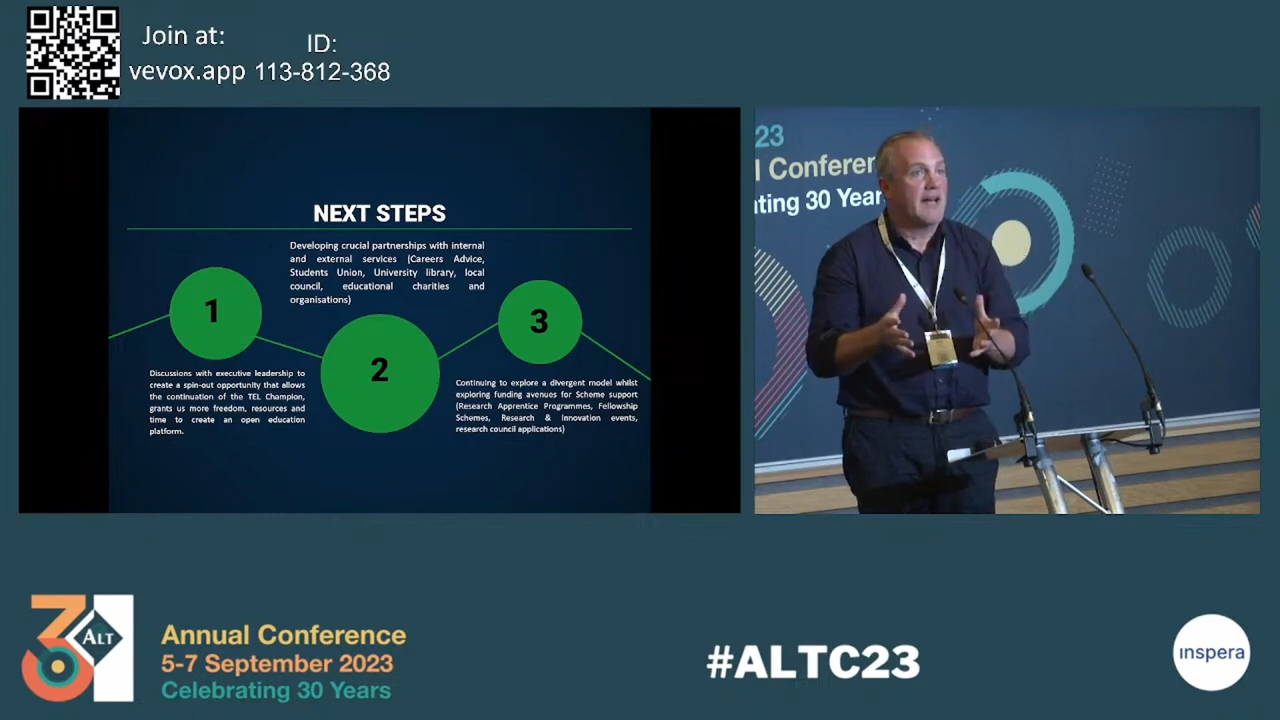 Join at:
ID:
vevox.app 113-812-368
NEXT STEPS
Developing crucial partnerships with internal
and external services (Careers Advice,
Students Union, University library, local
council, educational charities and
organisations)
1
2
3
Discussions with executive leadership to
create a spin-out opportunity that allows
the continuation of the TEL Champion,
grants us more freedom, resources and
time to create an open education
platform.
Continuing to explore a divergent model whilst
exploring funding avenues for Scheme support
(Research Apprentice Programmes, Fellowship
Schemes, Research & Innovation events,
research council applications)
23
l Conferen
ting 30 Year
ALT
Annual Conference
5-7 September 2023
Celebrating 30 Years
#ALTC23
inspera